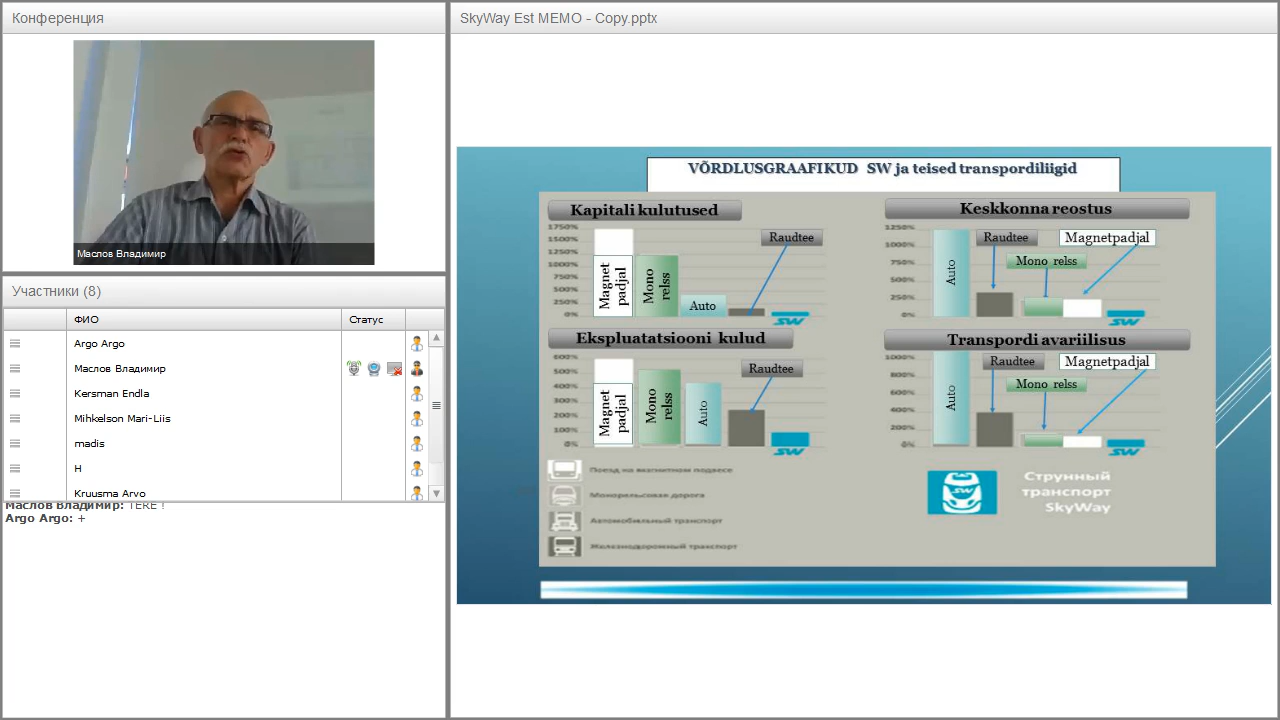 Конференция
Маслов Владимир
Участники (8)
ФИО
Статус
Argo Argo
Маслов Владимир
Kersman Endla
Mihkelson Mari-Liis
madis
H
Kruusma Arvo
Маслов Владимир: TERE !
Argo Argo: +
SkyWay Est MEMO - Copy.pptx
VÕRDLUSGRAAFIKUD SW ja teised transpordiliigid
Kapitali kulutused
1750%
1500%
1250%
1000%
750%
500%
250%
0%
Magnet
padjal
Mono
relss
Auto
Raudtee
SW
Keskkonna reostus
1250%
1000%
750%
500%
250%
0%
Auto
Raudtee
Mono relss
Magnetpadjal
SW
Ekspluatatsiooni kulud
600%
500%
400%
300%
200%
100%
0%
Magnet
padjal
Mono
relss
Auto
Raudtee
SW
Transpordi avariilisus
1000%
800%
600%
400%
200%
0%
Auto
Raudtee
Mono relss
Magnetpadjal
SW
Поезд на магнитном подвесе
Монорельсовая дорога
Автомобильный транспорт
Железнодорожный транспорт
SW
Струнный
транспорт
SkyWay